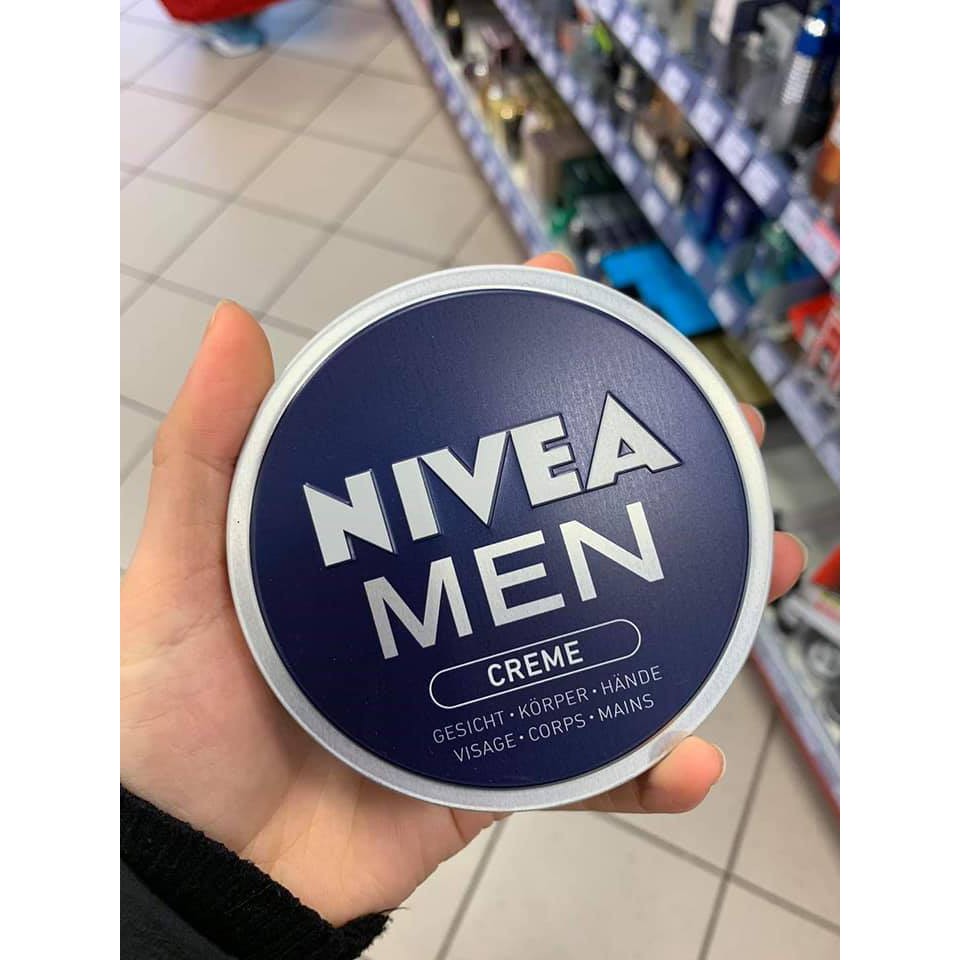 NIVEA
MEN
CREME
GESICHT · KÖRPER · HÄNDE
VISAGE · CORPS · MAINS